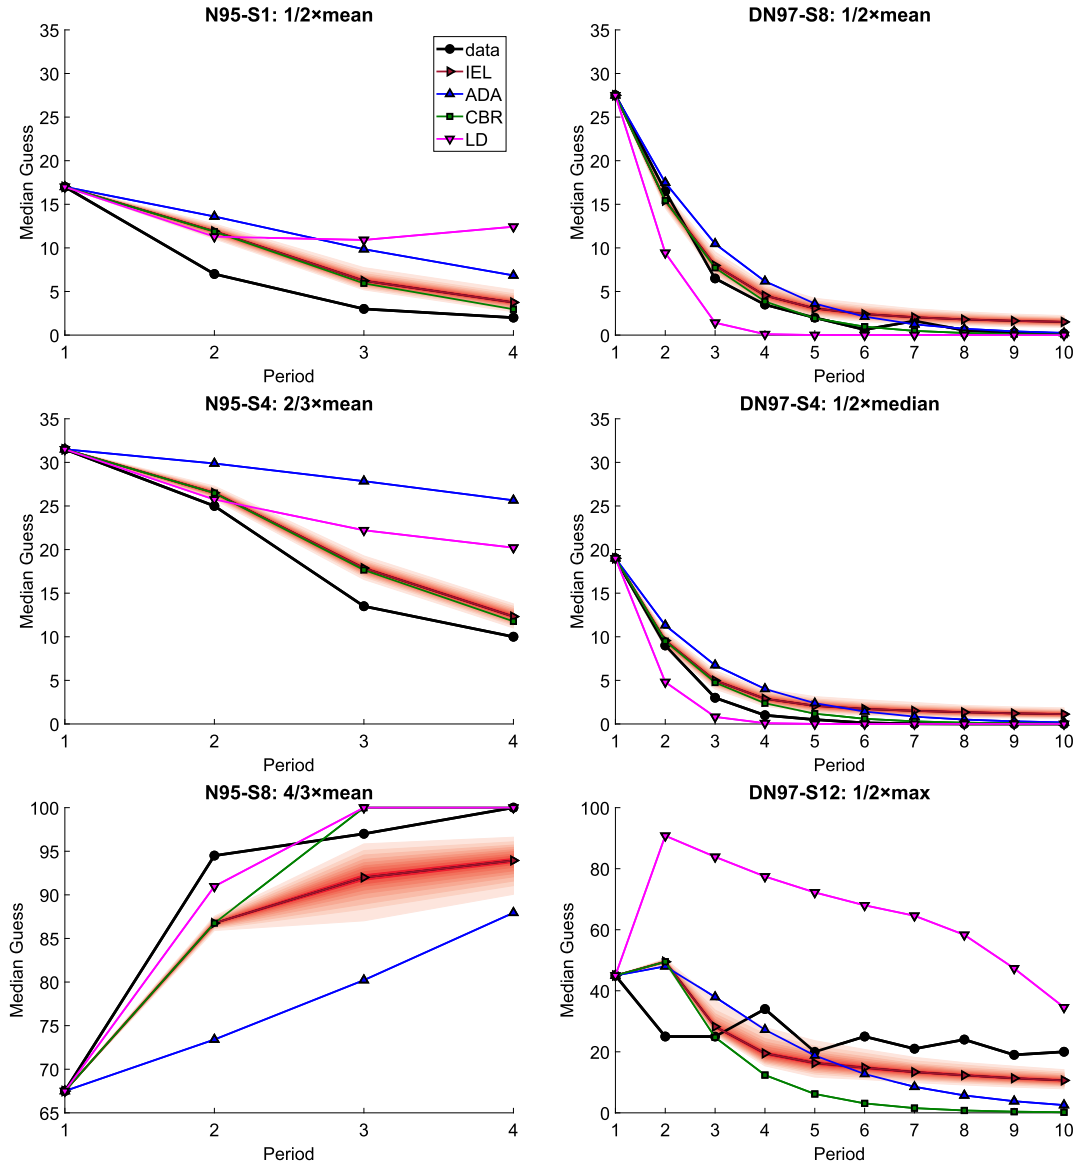 N95-S1: 1/2×mean
35
30
25
20
15
10
5
0
Median Guess
1 2 3 4
Period
data
IEL
ADA
CBR
LD
DN97-S8: 1/2×mean
35
30
25
20
15
10
5
0
Median Guess
1 2 3 4 5 6 7 8 9 10
Period
N95-S4: 2/3×mean
35
30
25
20
15
10
5
0
Median Guess
1 2 3 4
Period
DN97-S4: 1/2×median
35
30
25
20
15
10
5
0
Median Guess
1 2 3 4 5 6 7 8 9 10
Period
N95-S8: 4/3×mean
100
95
90
85
80
75
70
65
Median Guess
1 2 3 4
Period
DN97-S12: 1/2×max
100
80
60
40
20
0
Median Guess
1 2 3 4 5 6 7 8 9 10
Period